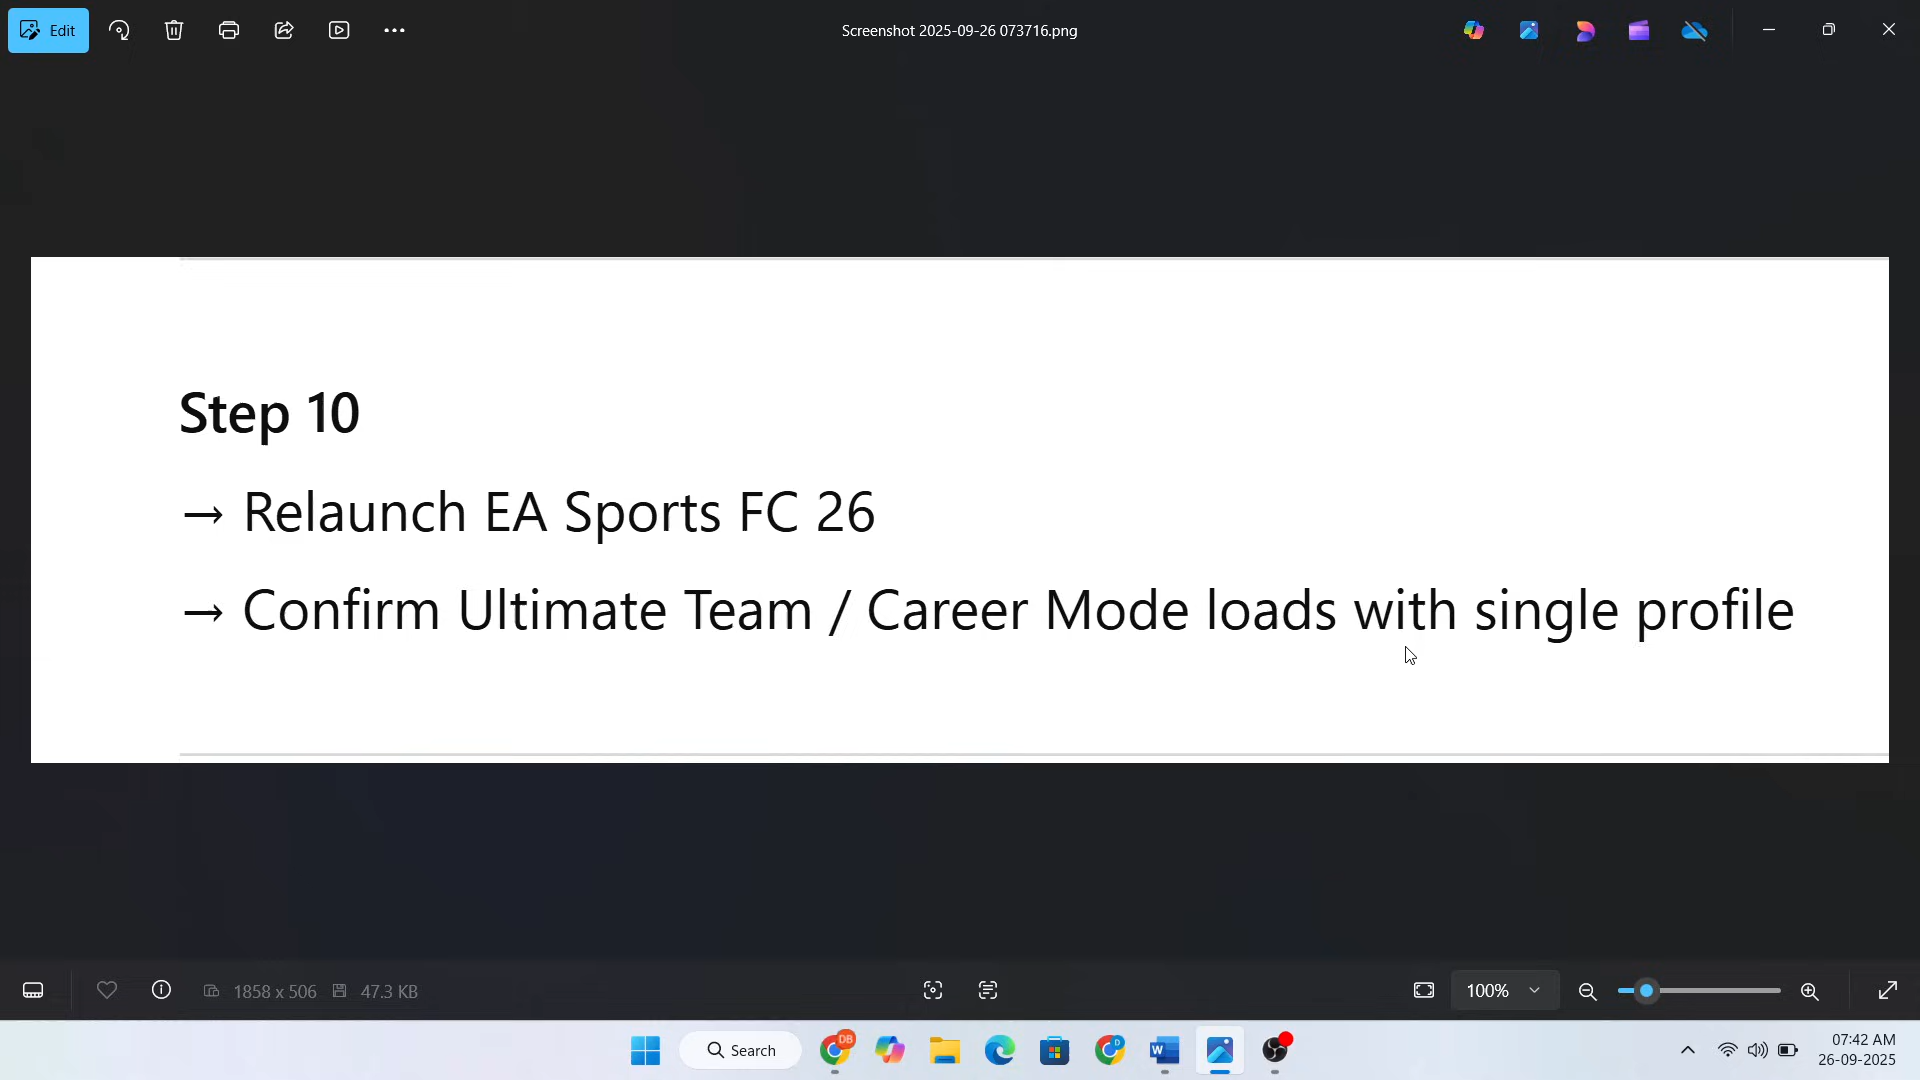 Edit
Screenshot 2025-09-26 073716.png
Step 10
→ Relaunch EA Sports FC 26
→ Confirm Ultimate Team / Career Mode loads with single profile
1858 x 506
47.3 KB
100%
Search
DB
D
W
07:42 AM
26-09-2025